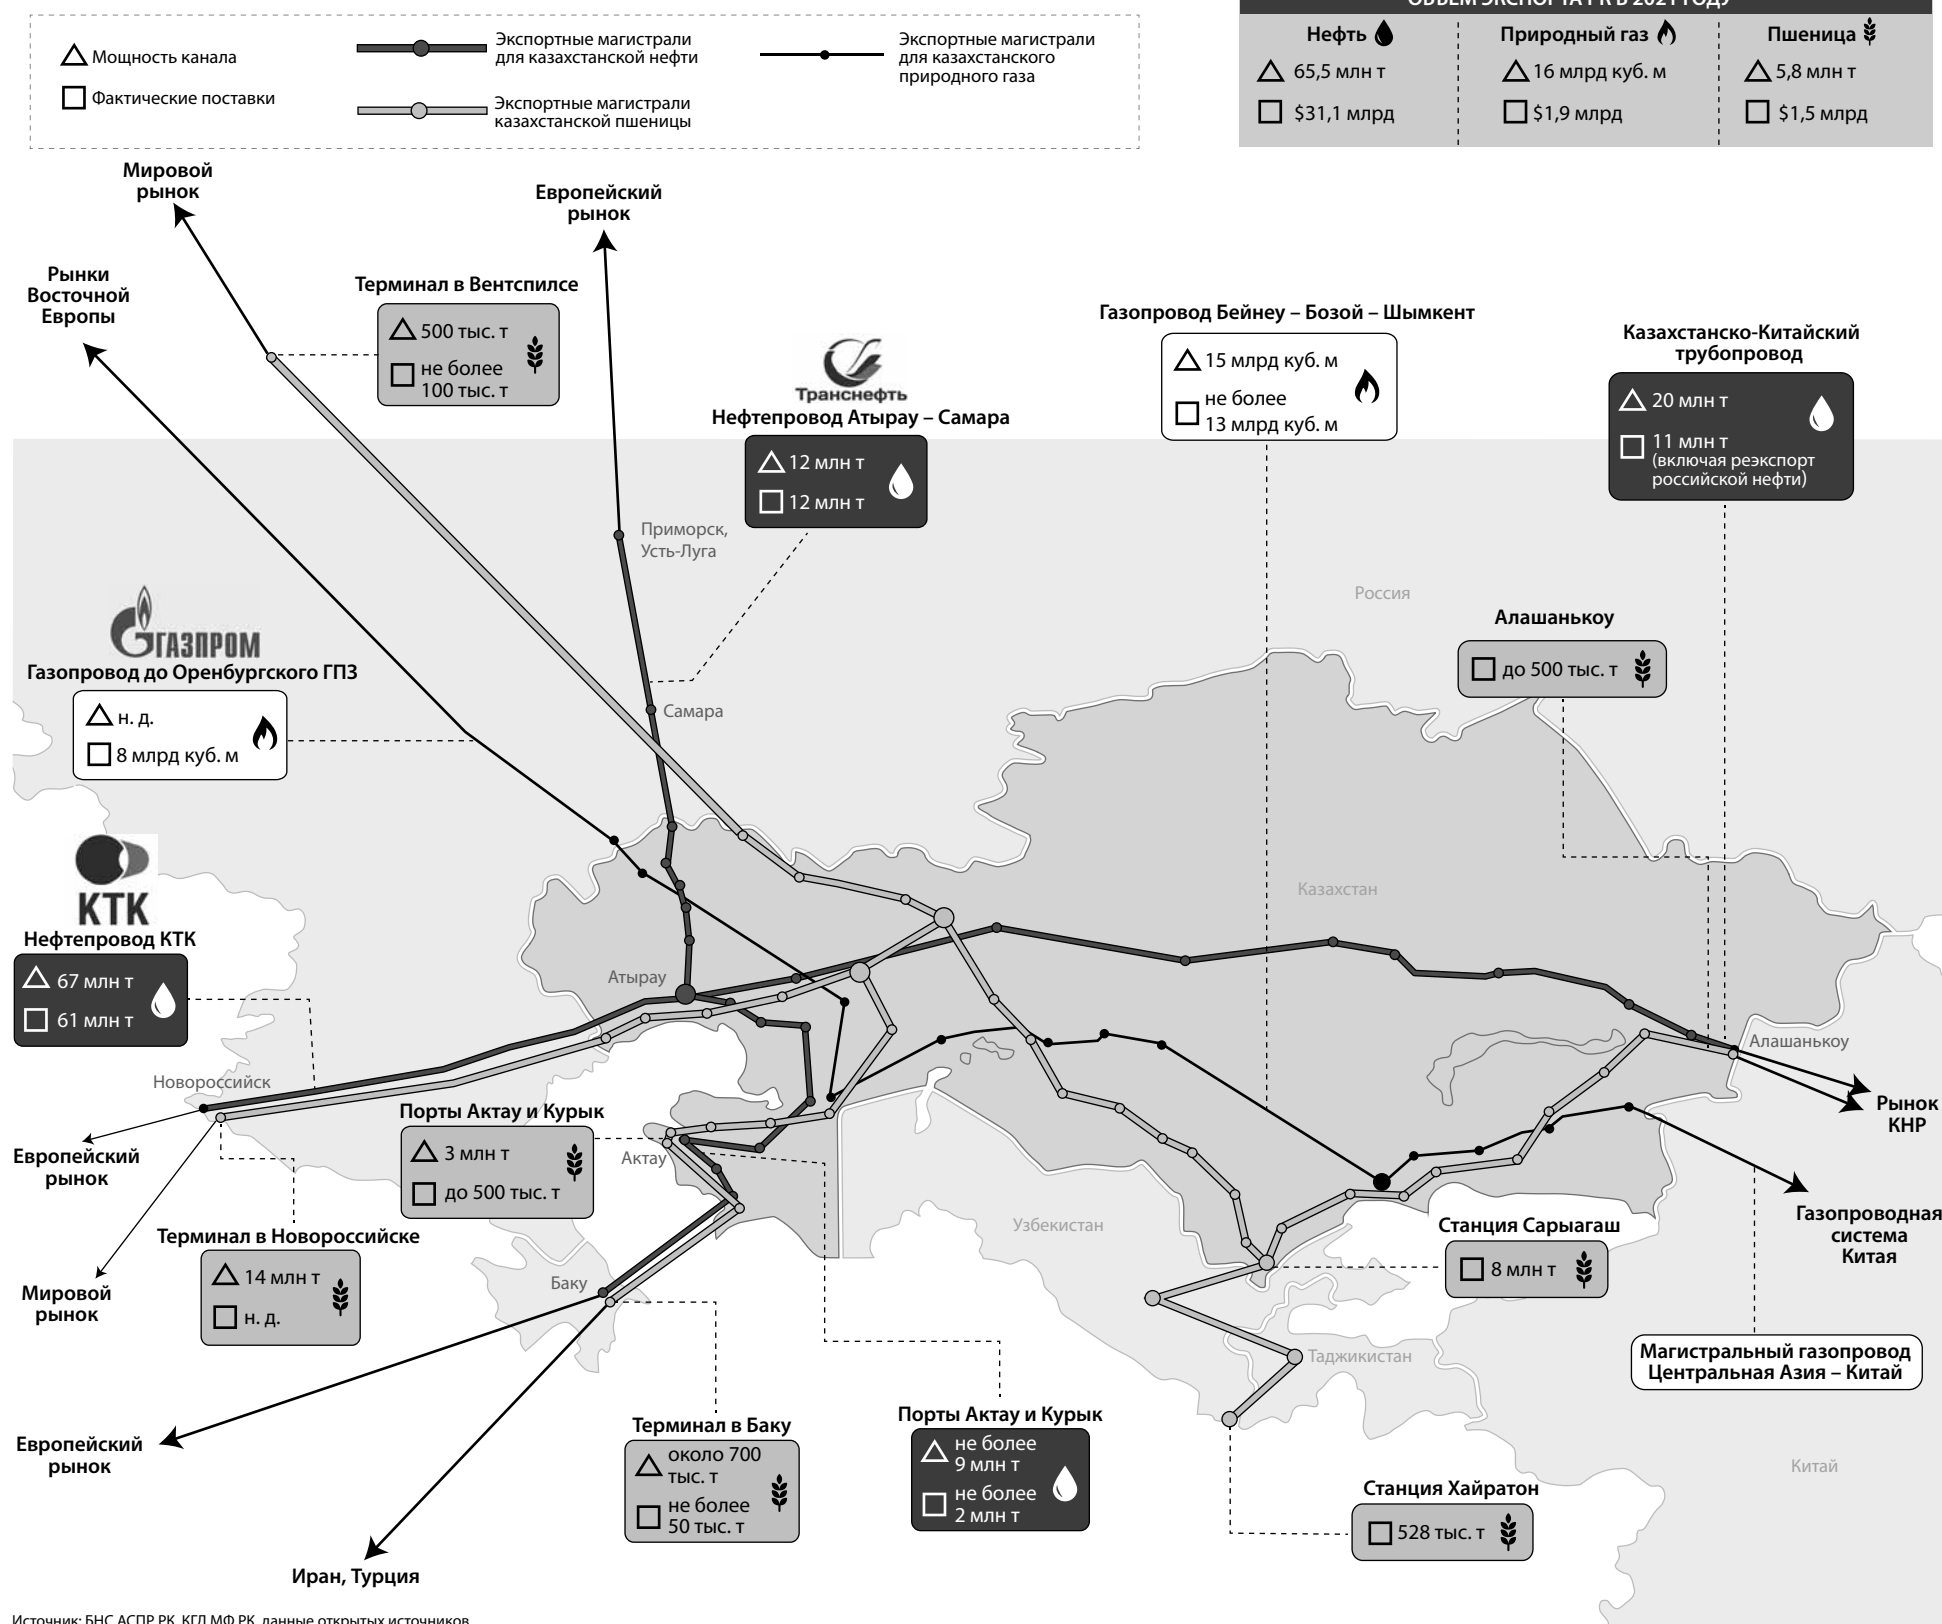 ОБЪЕМ ЭКСПОРТА РК В 2021 ГОДУ
Мощность канала
Фактические поставки
Экспортные магистрали
для казахстанской нефти
Экспортные магистрали
казахстанской пшеницы
Экспортные магистрали
для казахстанского
природного газа
Нефть
65,5 млн т
$31,1 млрд
Природный газ
16 млрд куб. м
$1,9 млрд
Пшеница
5,8 млн т
$1,5 млрд
Мировой
рынок
Европейский
рынок
Рынки
Восточной
Европы
Терминал в Вентспилсе
500 тыс. т
не более
100 тыс. т
Транснефть
Нефтепровод Атырау – Самара
12 млн т
12 млн т
Газопровод Бейнеу – Бозой – Шымкент
15 млрд куб. м
не более
13 млрд куб. м
Казахстанско-Китайский
трубопровод
20 млн т
11 млн т
(включая реэкспорт
российской нефти)
Приморск,
Усть-Луга
Россия
Алашанькоу
до 500 тыс. т
ГАЗПРОМ
Газопровод до Оренбургского ГПЗ
н. д.
8 млрд куб. м
Самара
КТК
Нефтепровод КТК
67 млн т
61 млн т
Казахстан
Атырау
Алашанькоу
Новороссийск
Рынок
КНР
Европейский
рынок
Порты Актау и Курык
3 млн т
до 500 тыс. т
Актау
Узбекистан
Газопроводная
система
Китая
Терминал в Новороссийске
14 млн т
н. д.
Станция Сарыагаш
8 млн т
Мировой
рынок
Баку
Таджикистан
Магистральный газопровод
Центральная Азия – Китай
Европейский
рынок
Терминал в Баку
около 700
тыс. т
не более
50 тыс. т
Порты Актау и Курык
не более
9 млн т
не более
2 млн т
Китай
Станция Хайратон
528 тыс. т
Иран, Турция
Источник: БНС АСПР РК, КГД МФ РК, данные открытых источников